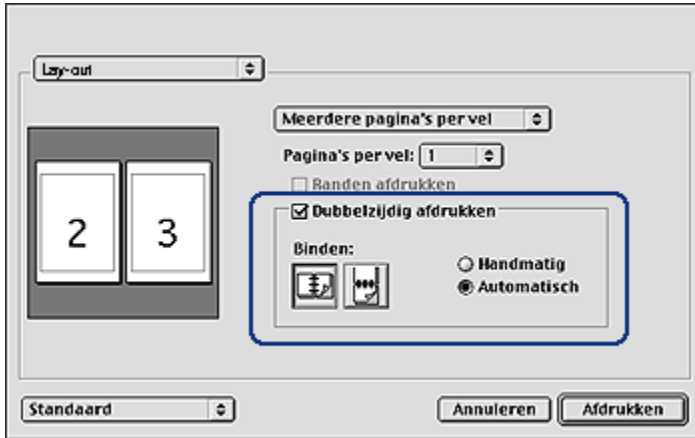 Lay-out
Meerdere pagina's per vel
Pagina's per vel: 1
Banden afdrukken
Dubbelzijdig afdrukken
2 3
Binden:
Handmatig
Automatisch
Standaard
Annuleren Afdrukken